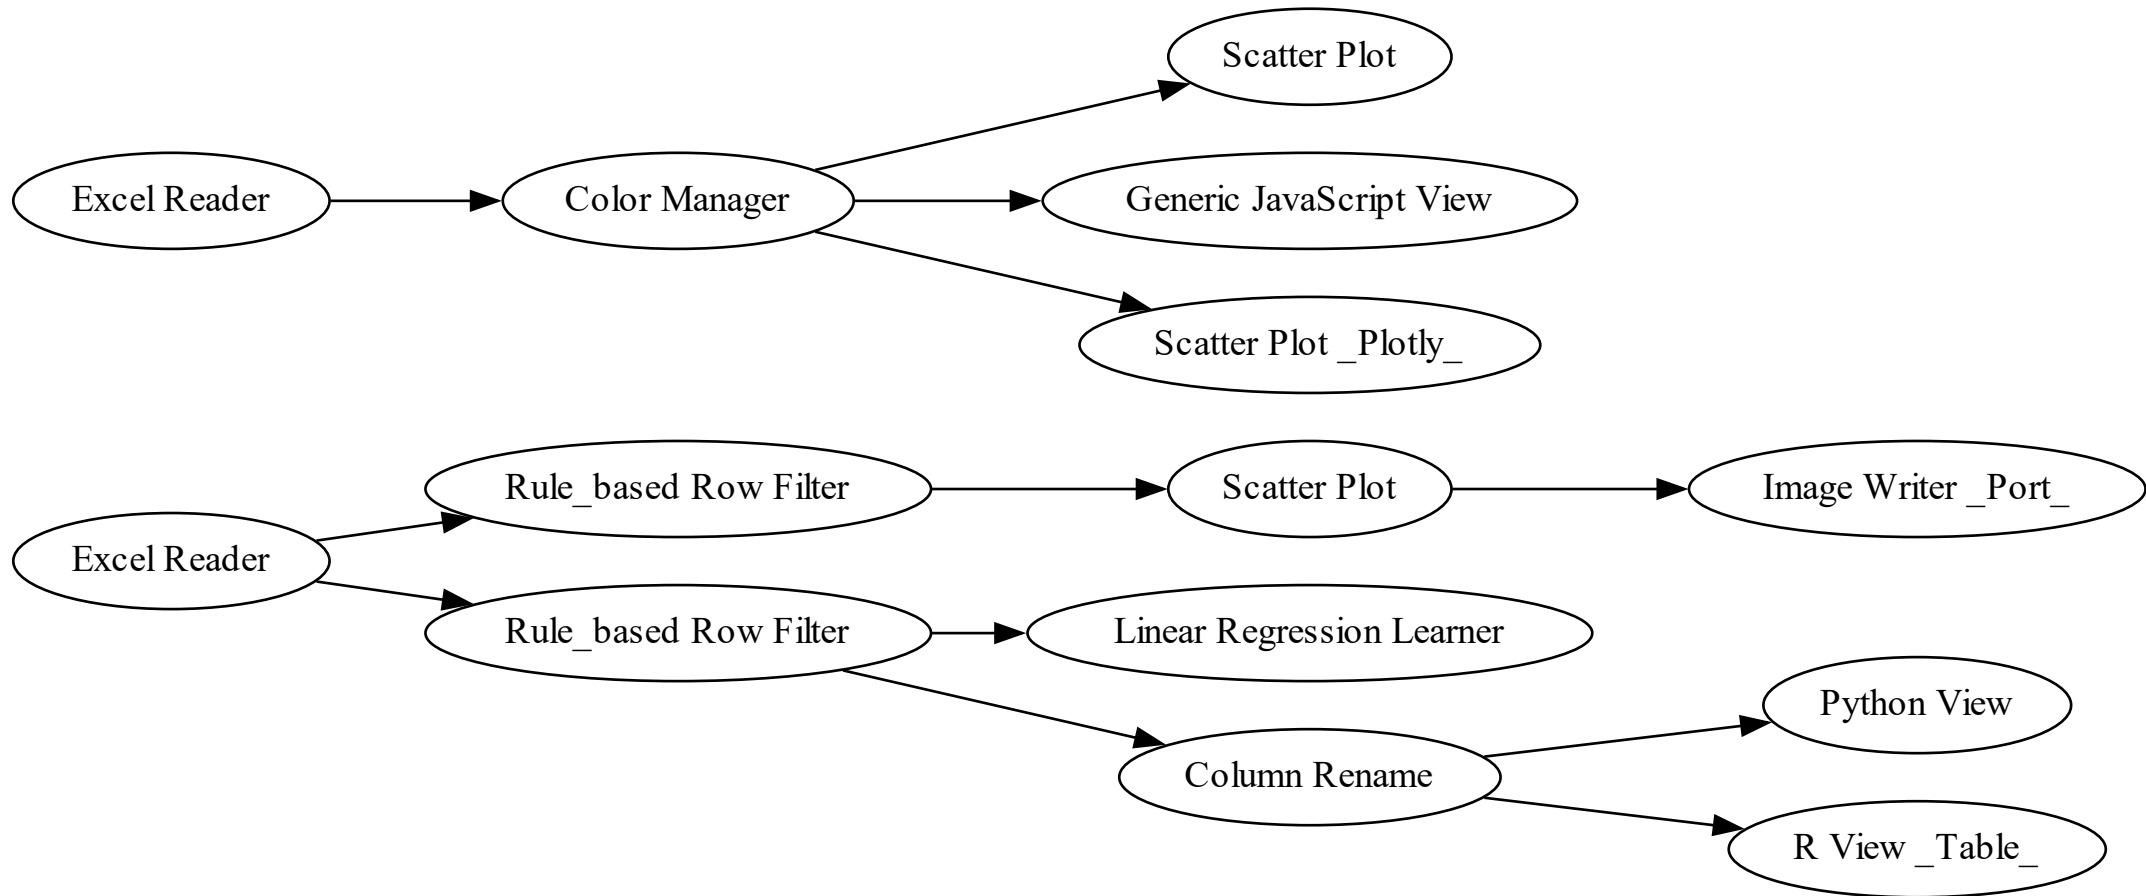 Scatter Plot
Excel Reader
Color Manager
Generic JavaScript View
Scatter Plot _Plotly_
Rule_based Row Filter
Scatter Plot
Image Writer _Port_
Excel Reader
Rule_based Row Filter
Linear Regression Learner
Python View
Column Rename
R View _Table_